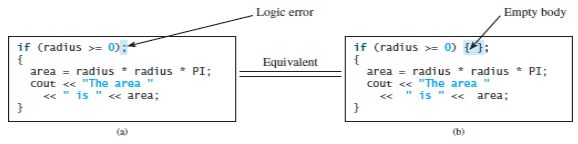 Logic error
Empty body
if (radius >= 0);
{
area = radius * radius * PI;
cout << "The area "
<< " is " << area;
}
(a)
Equivalent
if (radius >= 0) { };
{
area = radius * radius * PI;
cout << "The area "
<< " is " << area;
}
(b)